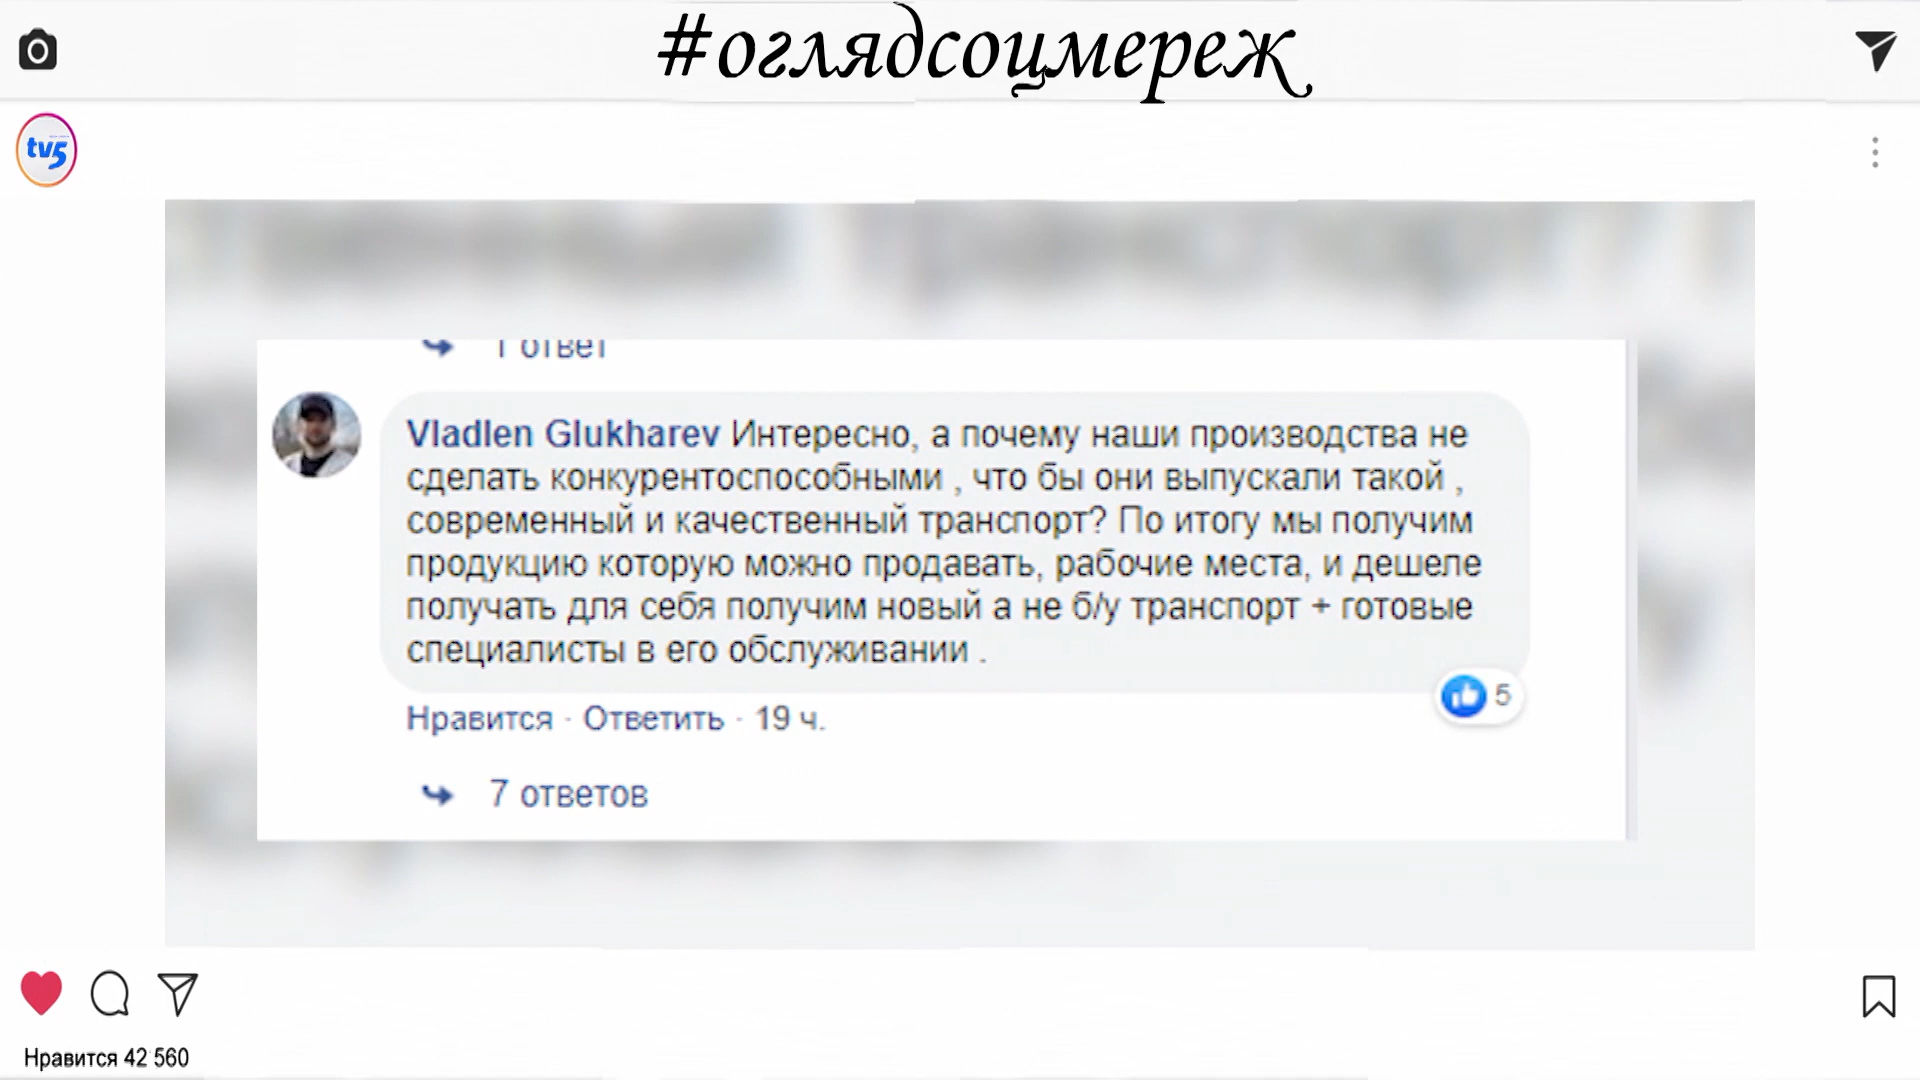 #оглядсоцмереж
tv5
1 ответ
Vladlen Glukharev Интересно, а почему наши производства не
сделать конкурентоспособными , что бы они выпускали такой ,
современный и качественный транспорт? По итогу мы получим
продукцию которую можно продавать, рабочие места, и дешеле
получать для себя получим новый а не б/у транспорт + готовые
специалисты в его обслуживании .
5
Нравится · Ответить · 19 ч.
7 ответов
Нравится 42 560